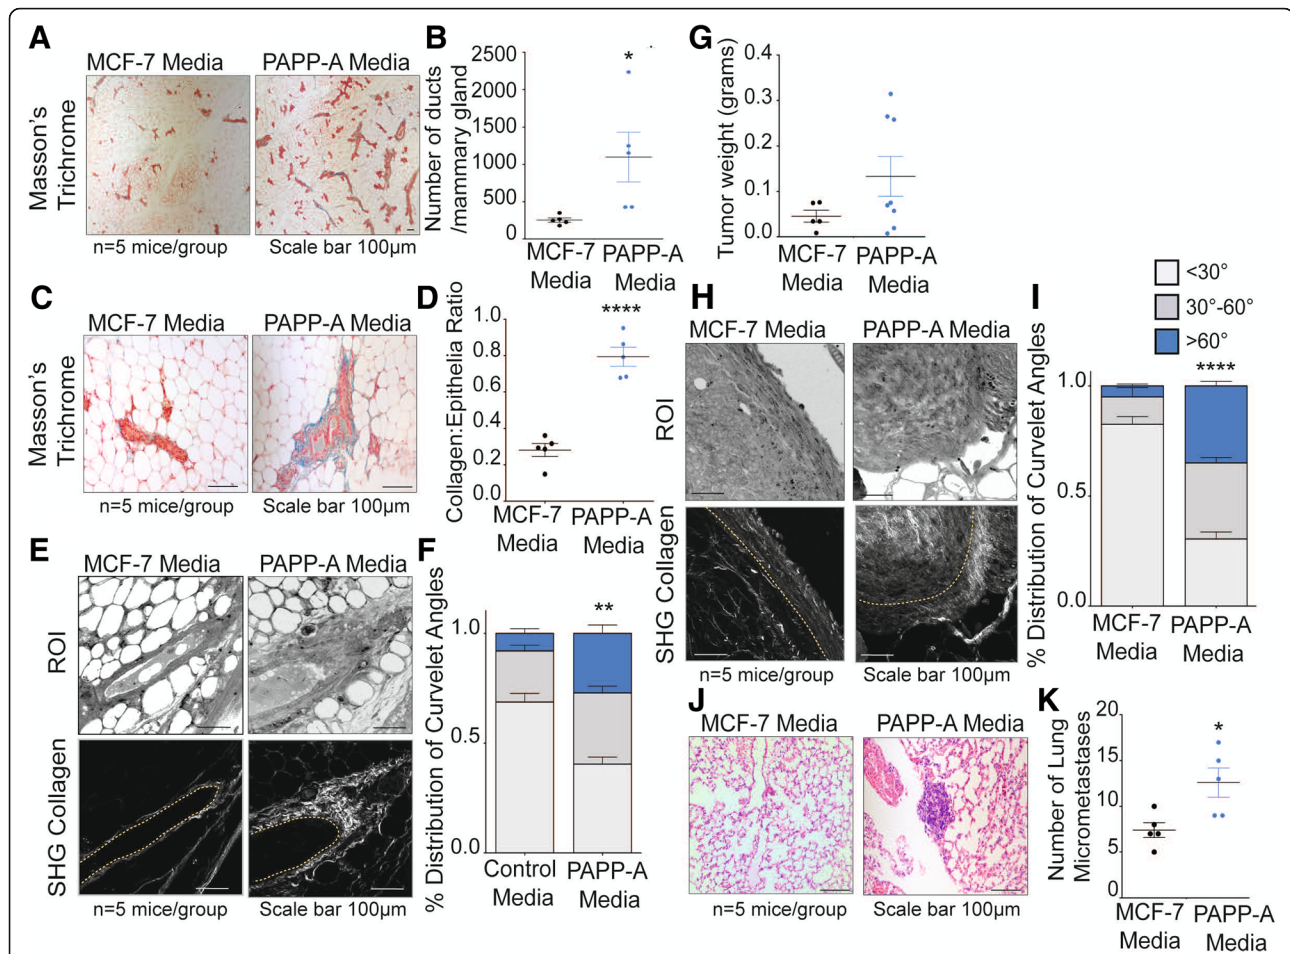 A
MCF-7 Media
PAPP-A Media
Masson's
Trichrome
n=5 mice/group
Scale bar 100µm
B
Number of ducts
/mammary gland
2500
2000
1500
1000
500
0
*
MCF-7
Media
PAPP-A
Media
G
Tumor weight (grams)
0.4
0.3
0.2
0.1
0.0
MCF-7
Media
PAPP-A
Media
C
MCF-7 Media
PAPP-A Media
Masson's
Trichrome
n=5 mice/group
Scale bar 100µm
D
Collagen:Epithelia Ratio
1.0
0.8
0.6
0.4
0.2
0.0
****
MCF-7
Media
PAPP-A
Media
E
MCF-7 Media
PAPP-A Media
ROI
SHG Collagen
n=5 mice/group
Scale bar 100µm
F
% Distribution of Curvelet Angles
1.0
0.5
0.0
**
Control
Media
PAPP-A
Media
H
MCF-7 Media
PAPP-A Media
ROI
SHG Collagen
n=5 mice/group
Scale bar 100µm
I
<30°
30°-60°
>60°
% Distribution of Curvelet Angles
1.0
0.5
0.0
****
MCF-7
Media
PAPP-A
Media
J
MCF-7 Media
PAPP-A Media
n=5 mice/group
Scale bar 100µm
K
Number of Lung
Micrometastases
20
15
10
5
0
*
MCF-7
Media
PAPP-A
Media